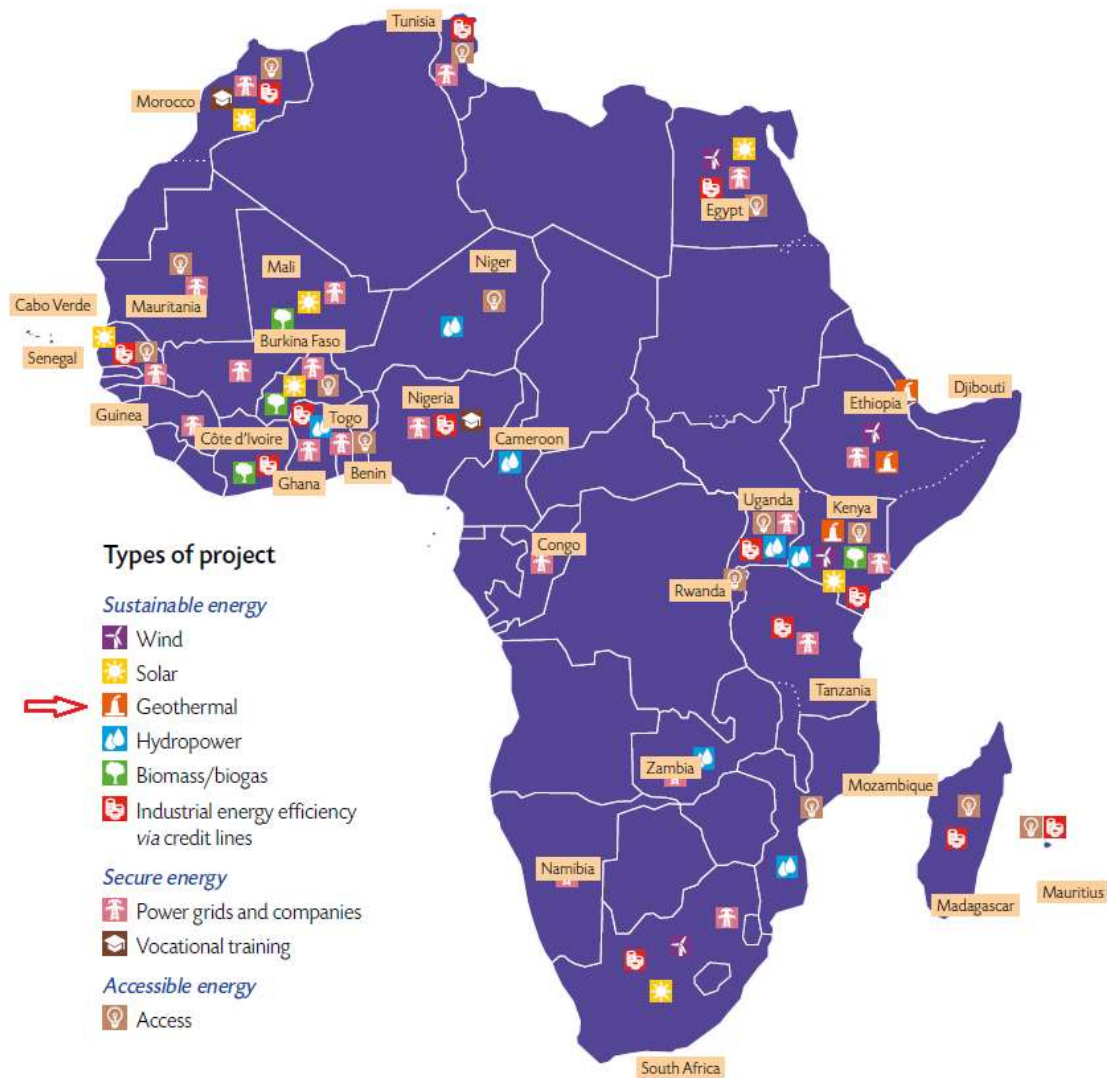 Tunisia
Morocco
Egypt
Niger
Mali
Mauritania
Cabo Verde
Burkina Faso
Senegal
Nigeria
Ethiopia
Djibouti
Guinea
Togo
Côte d'Ivoire
Cameroon
Benin
Ghana
Uganda
Kenya
Congo
Rwanda
Types of project
Sustainable energy
Wind
Solar
Geothermal
Hydropower
Biomass/biogas
Industrial energy efficiency
via credit lines
Secure energy
Power grids and companies
Vocational training
Accessible energy
Access
Tanzania
Zambia
Mozambique
Namibia
Mauritius
Madagascar
South Africa